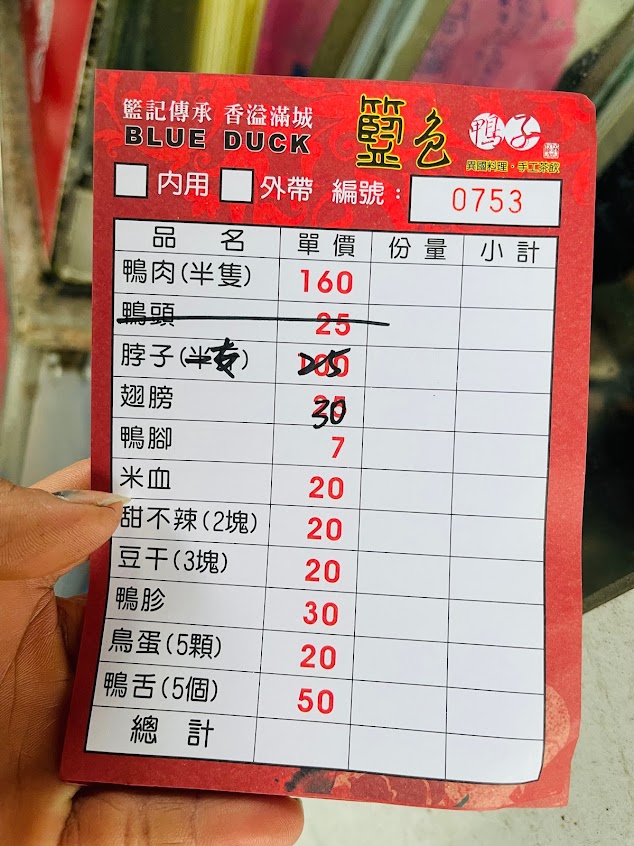 籃記傳承 香溢滿城
BLUE DUCK
籃色鴨子
異國料理·手工茶飲
內用 外帶 編號： 0753
品名 單價 份量 小計
鴨肉(半隻) 160
鴨頭 25
脖子(半支) 25
翅膀 30
鴨腳 7
米血 20
甜不辣(2塊) 20
豆干(3塊) 20
鴨胗 30
鳥蛋(5顆) 20
鴨舌(5個) 50
總計